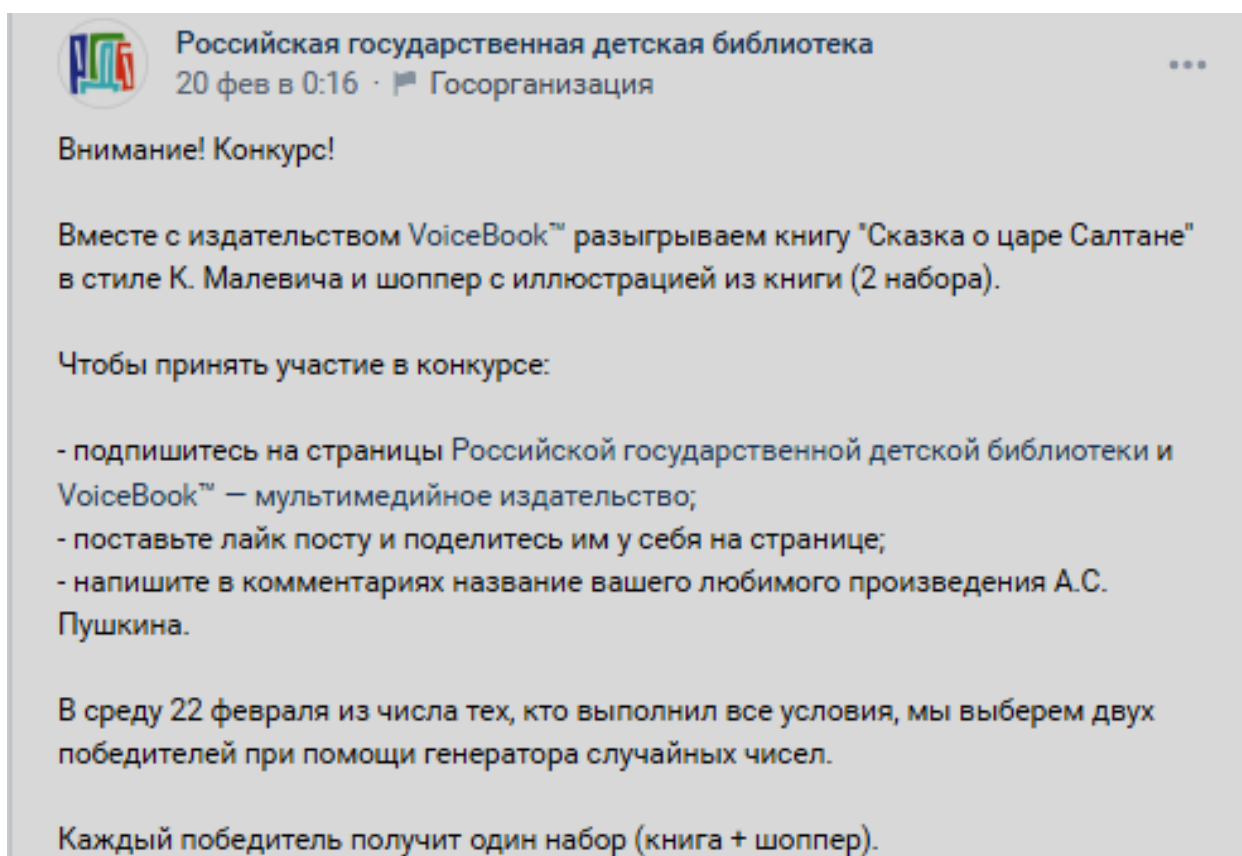 РДБ
Российская государственная детская библиотека
20 фев в 0:16 · Госорганизация
Внимание! Конкурс!
Вместе с издательством VoiceBook™ разыгрываем книгу "Сказка о царе Салтане"
в стиле К. Малевича и шоппер с иллюстрацией из книги (2 набора).
Чтобы принять участие в конкурсе:
- подпишитесь на страницы Российской государственной детской библиотеки и
VoiceBook™ — мультимедийное издательство;
- поставьте лайк посту и поделитесь им у себя на странице;
- напишите в комментариях название вашего любимого произведения А.С.
Пушкина.
В среду 22 февраля из числа тех, кто выполнил все условия, мы выберем двух
победителей при помощи генератора случайных чисел.
Каждый победитель получит один набор (книга + шоппер).